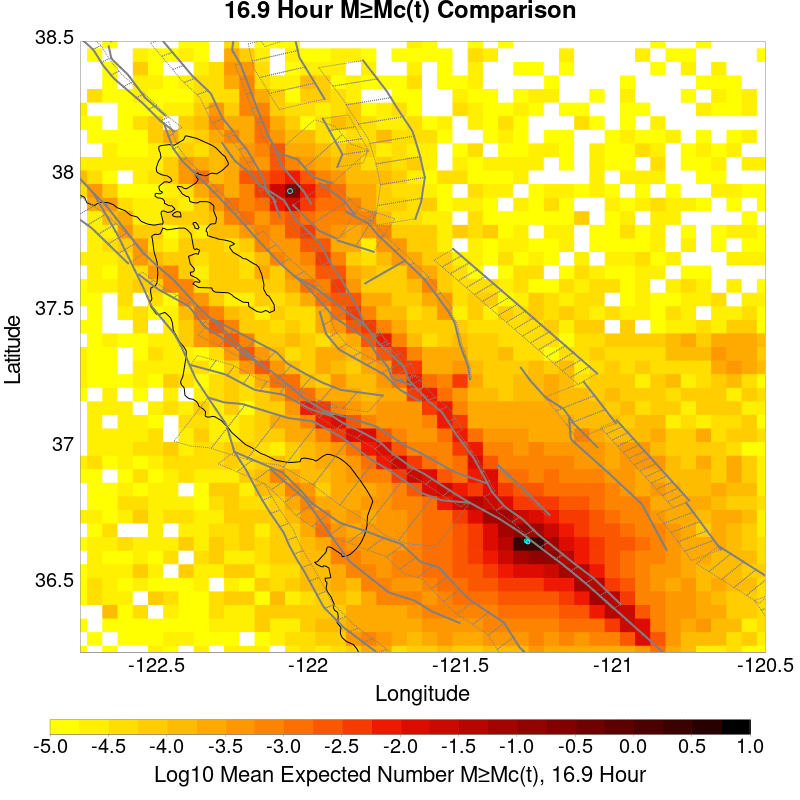 16.9 Hour M≥Mc(t) Comparison
38.5
38
37.5
37
36.5
Latitude
-122.5 -122 -121.5 -121 -120.5
Longitude
-5.0 -4.5 -4.0 -3.5 -3.0 -2.5 -2.0 -1.5 -1.0 -0.5 0.0 0.5 1.0
Log10 Mean Expected Number M≥Mc(t), 16.9 Hour